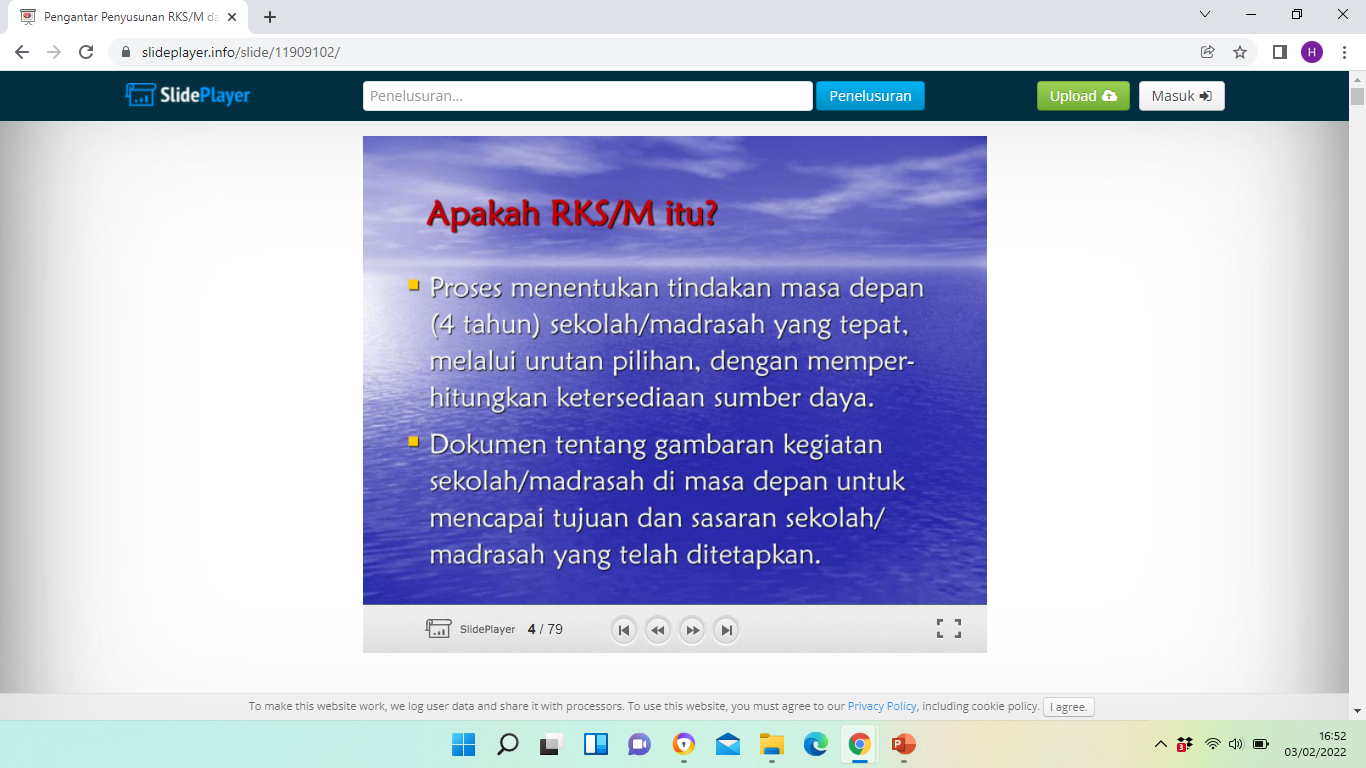 Pengantar Penyusunan RKS/M da
slideplayer.info/slide/11909102/
H
SlidePlayer
Penelusuran...
Penelusuran
Upload
Masuk
Apakah RKS/M itu?
Proses menentukan tindakan masa depan
(4 tahun) sekolah/madrasah yang tepat,
melalui urutan pilihan, dengan memper-
hitungkan ketersediaan sumber daya.
Dokumen tentang gambaran kegiatan
sekolah/madrasah di masa depan untuk
mencapai tujuan dan sasaran sekolah/
madrasah yang telah ditetapkan.
SlidePlayer 4 / 79
To make this website work, we log user data and share it with processors. To use this website, you must agree to our Privacy Policy, including cookie policy. I agree.
3
16:52
03/02/2022